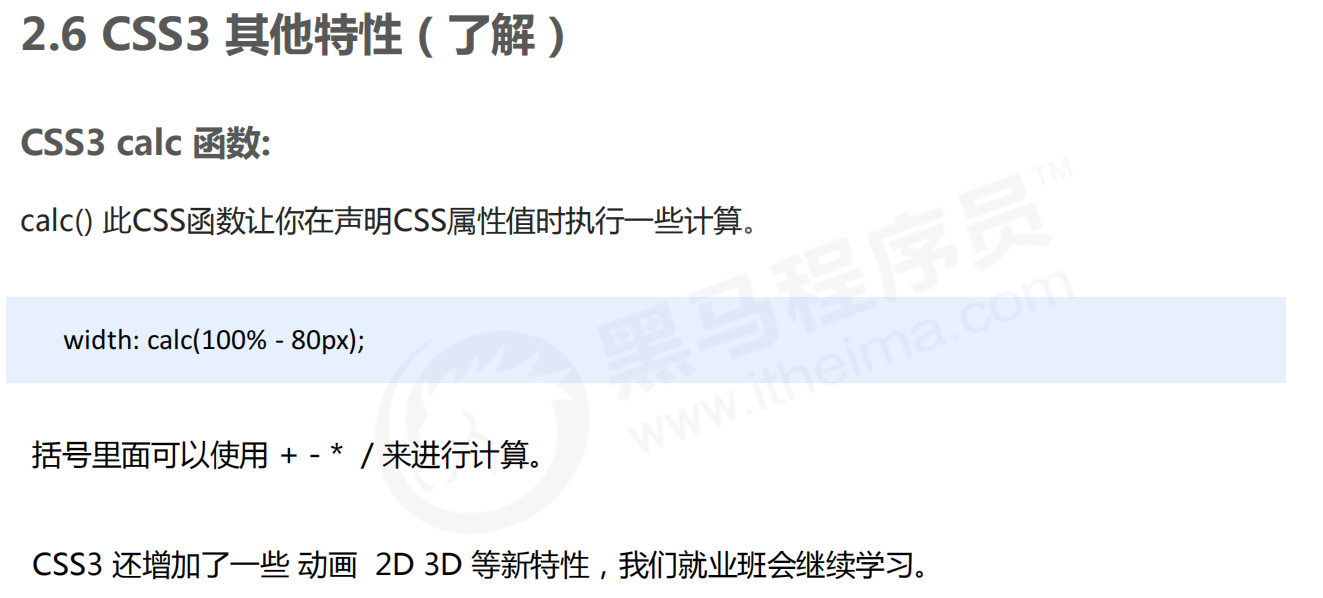 2.6 CSS3 其他特性（了解）
CSS3 calc 函数:
calc() 此CSS函数让你在声明CSS属性值时执行一些计算。
width: calc(100% - 80px);
括号里面可以使用 + - * / 来进行计算。
CSS3 还增加了一些 动画 2D 3D 等新特性，我们就业班会继续学习。
黑马程序员™
www.itheima.com